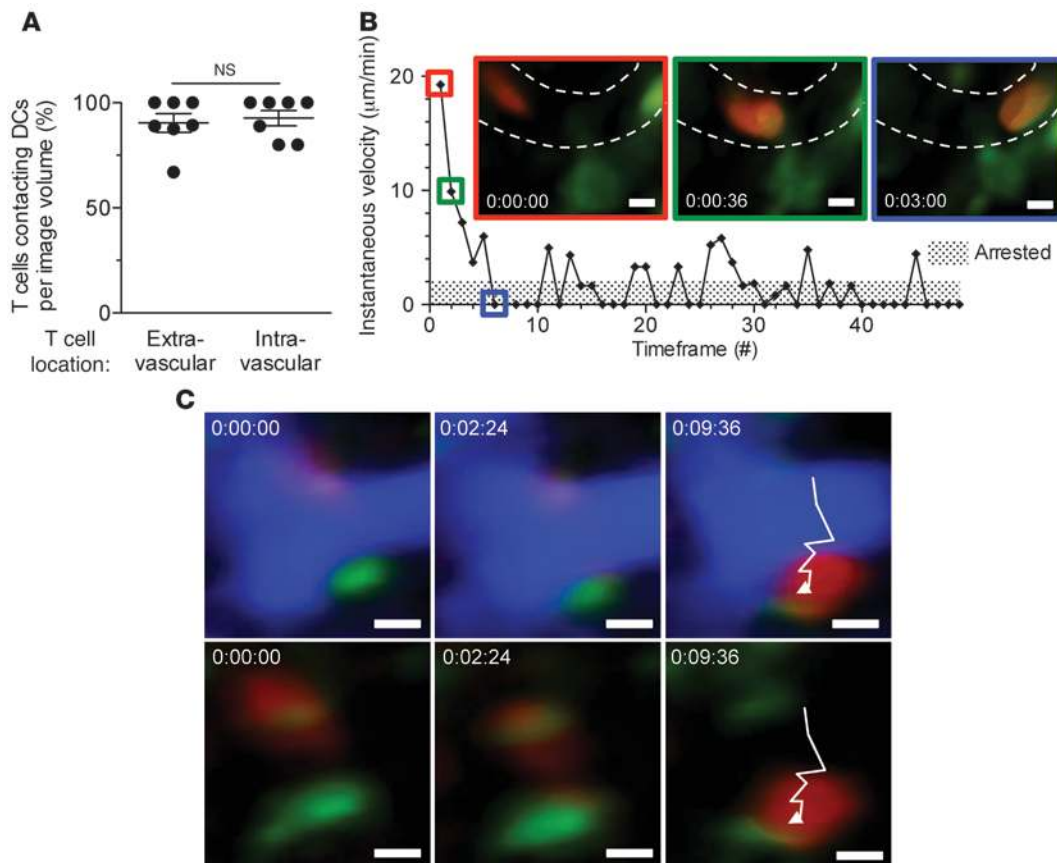 A
NS
100
50
0
T cells contacting DCs
per image volume (%)
T cell
location:
Extra-
vascular
Intra-
vascular
B
Instantaneous velocity (μm/min)
20
10
0
0:00:00
0:00:36
0:03:00
Arrested
0
10
20
30
40
Timeframe (#)
C
0:00:00
0:02:24
0:09:36
0:00:00
0:02:24
0:09:36